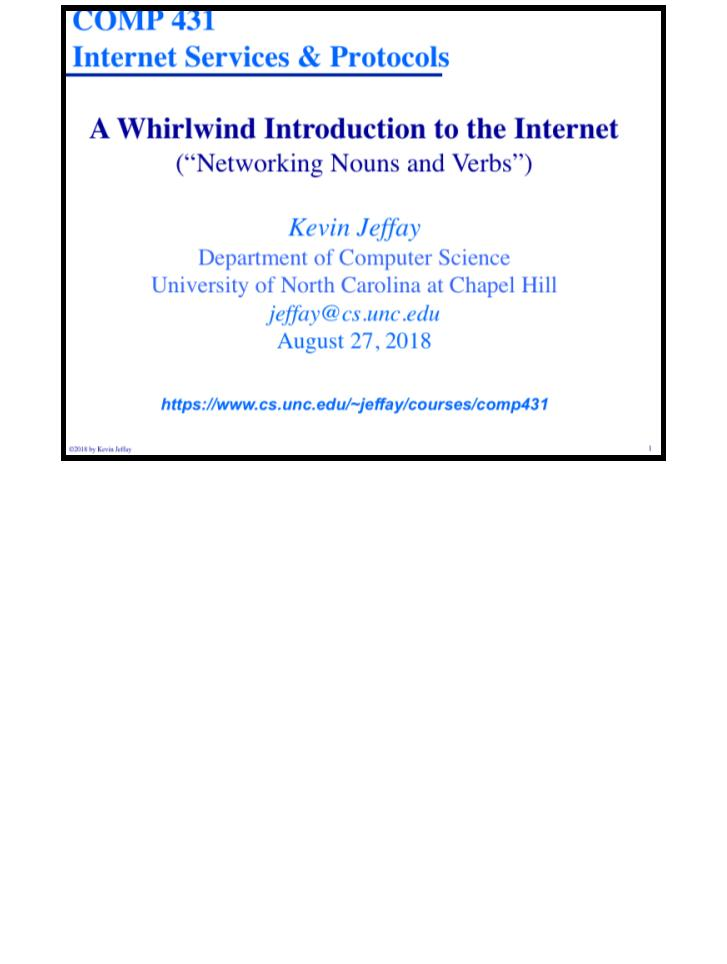 COMP 431
Internet Services & Protocols
A Whirlwind Introduction to the Internet
(“Networking Nouns and Verbs”)
Kevin Jeffay
Department of Computer Science
University of North Carolina at Chapel Hill
jeffay@cs.unc.edu
August 27, 2018
https://www.cs.unc.edu/~jeffay/courses/comp431
©2018 by Kevin Jeffay
1